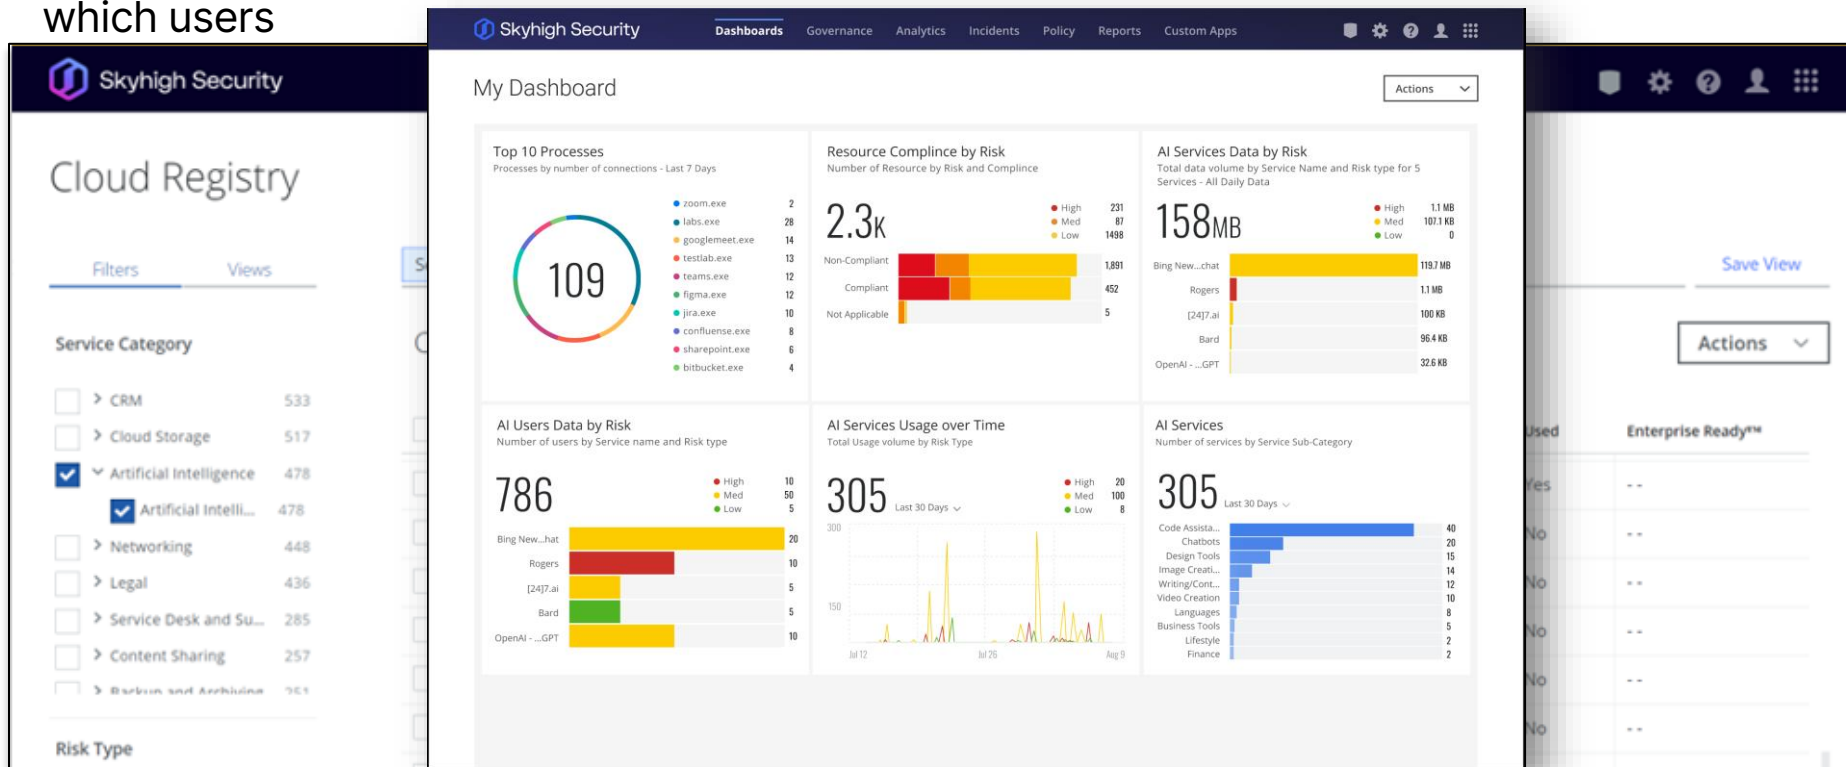 which users
Skyhigh Security
Cloud Registry
Filters Views
Service Category
CRM 533
Cloud Storage 517
Artificial Intelligence 478
Artificial Intelli... 478
Networking 448
Legal 436
Service Desk and Su... 285
Content Sharing 257
Backup and Archiving 251
Risk Type
Skyhigh Security Dashboards Governance Analytics Incidents Policy Reports Custom Apps
My Dashboard
Actions
Top 10 Processes
Processes by number of connections - Last 7 Days
109
zoom.exe 2
labs.exe 28
googlemeet.exe 14
testlab.exe 13
teams.exe 12
figma.exe 12
jira.exe 10
confluense.exe 8
sharepoint.exe 6
bitbucket.exe 4
Resource Complince by Risk
Number of Resource by Risk and Complince
2.3K
High 231
Med 87
Low 1498
Non-Compliant 1,891
Compliant 452
Not Applicable 5
AI Services Data by Risk
Total data volume by Service Name and Risk type for 5
Services - All Daily Data
158MB
High 1.1 MB
Med 107.1 KB
Low 0
Bing New...chat 119.7 MB
Rogers 1.1 MB
[24]7.ai 100 KB
Bard 96.4 KB
OpenAI - ...GPT 32.6 KB
AI Users Data by Risk
Number of users by Service name and Risk type
786
High 10
Med 50
Low 5
Bing New...hat 20
Rogers 10
[24]7.ai 5
Bard 5
OpenAI - ...GPT 10
AI Services Usage over Time
Total Usage volume by Risk Type
305 Last 30 Days
High 20
Med 100
Low 8
300
150
Jul 12 Jul 26 Aug 9
AI Services
Number of services by Service Sub-Category
305 Last 30 Days
Code Assista... 40
Chatbots 20
Design Tools 15
Image Creati... 14
Writing/Cont... 12
Video Creation 10
Languages 8
Business Tools 5
Lifestyle 2
Finance 2
Save View
Actions
Used Enterprise Ready™
Yes --
No --
No --
No --
No --
No --